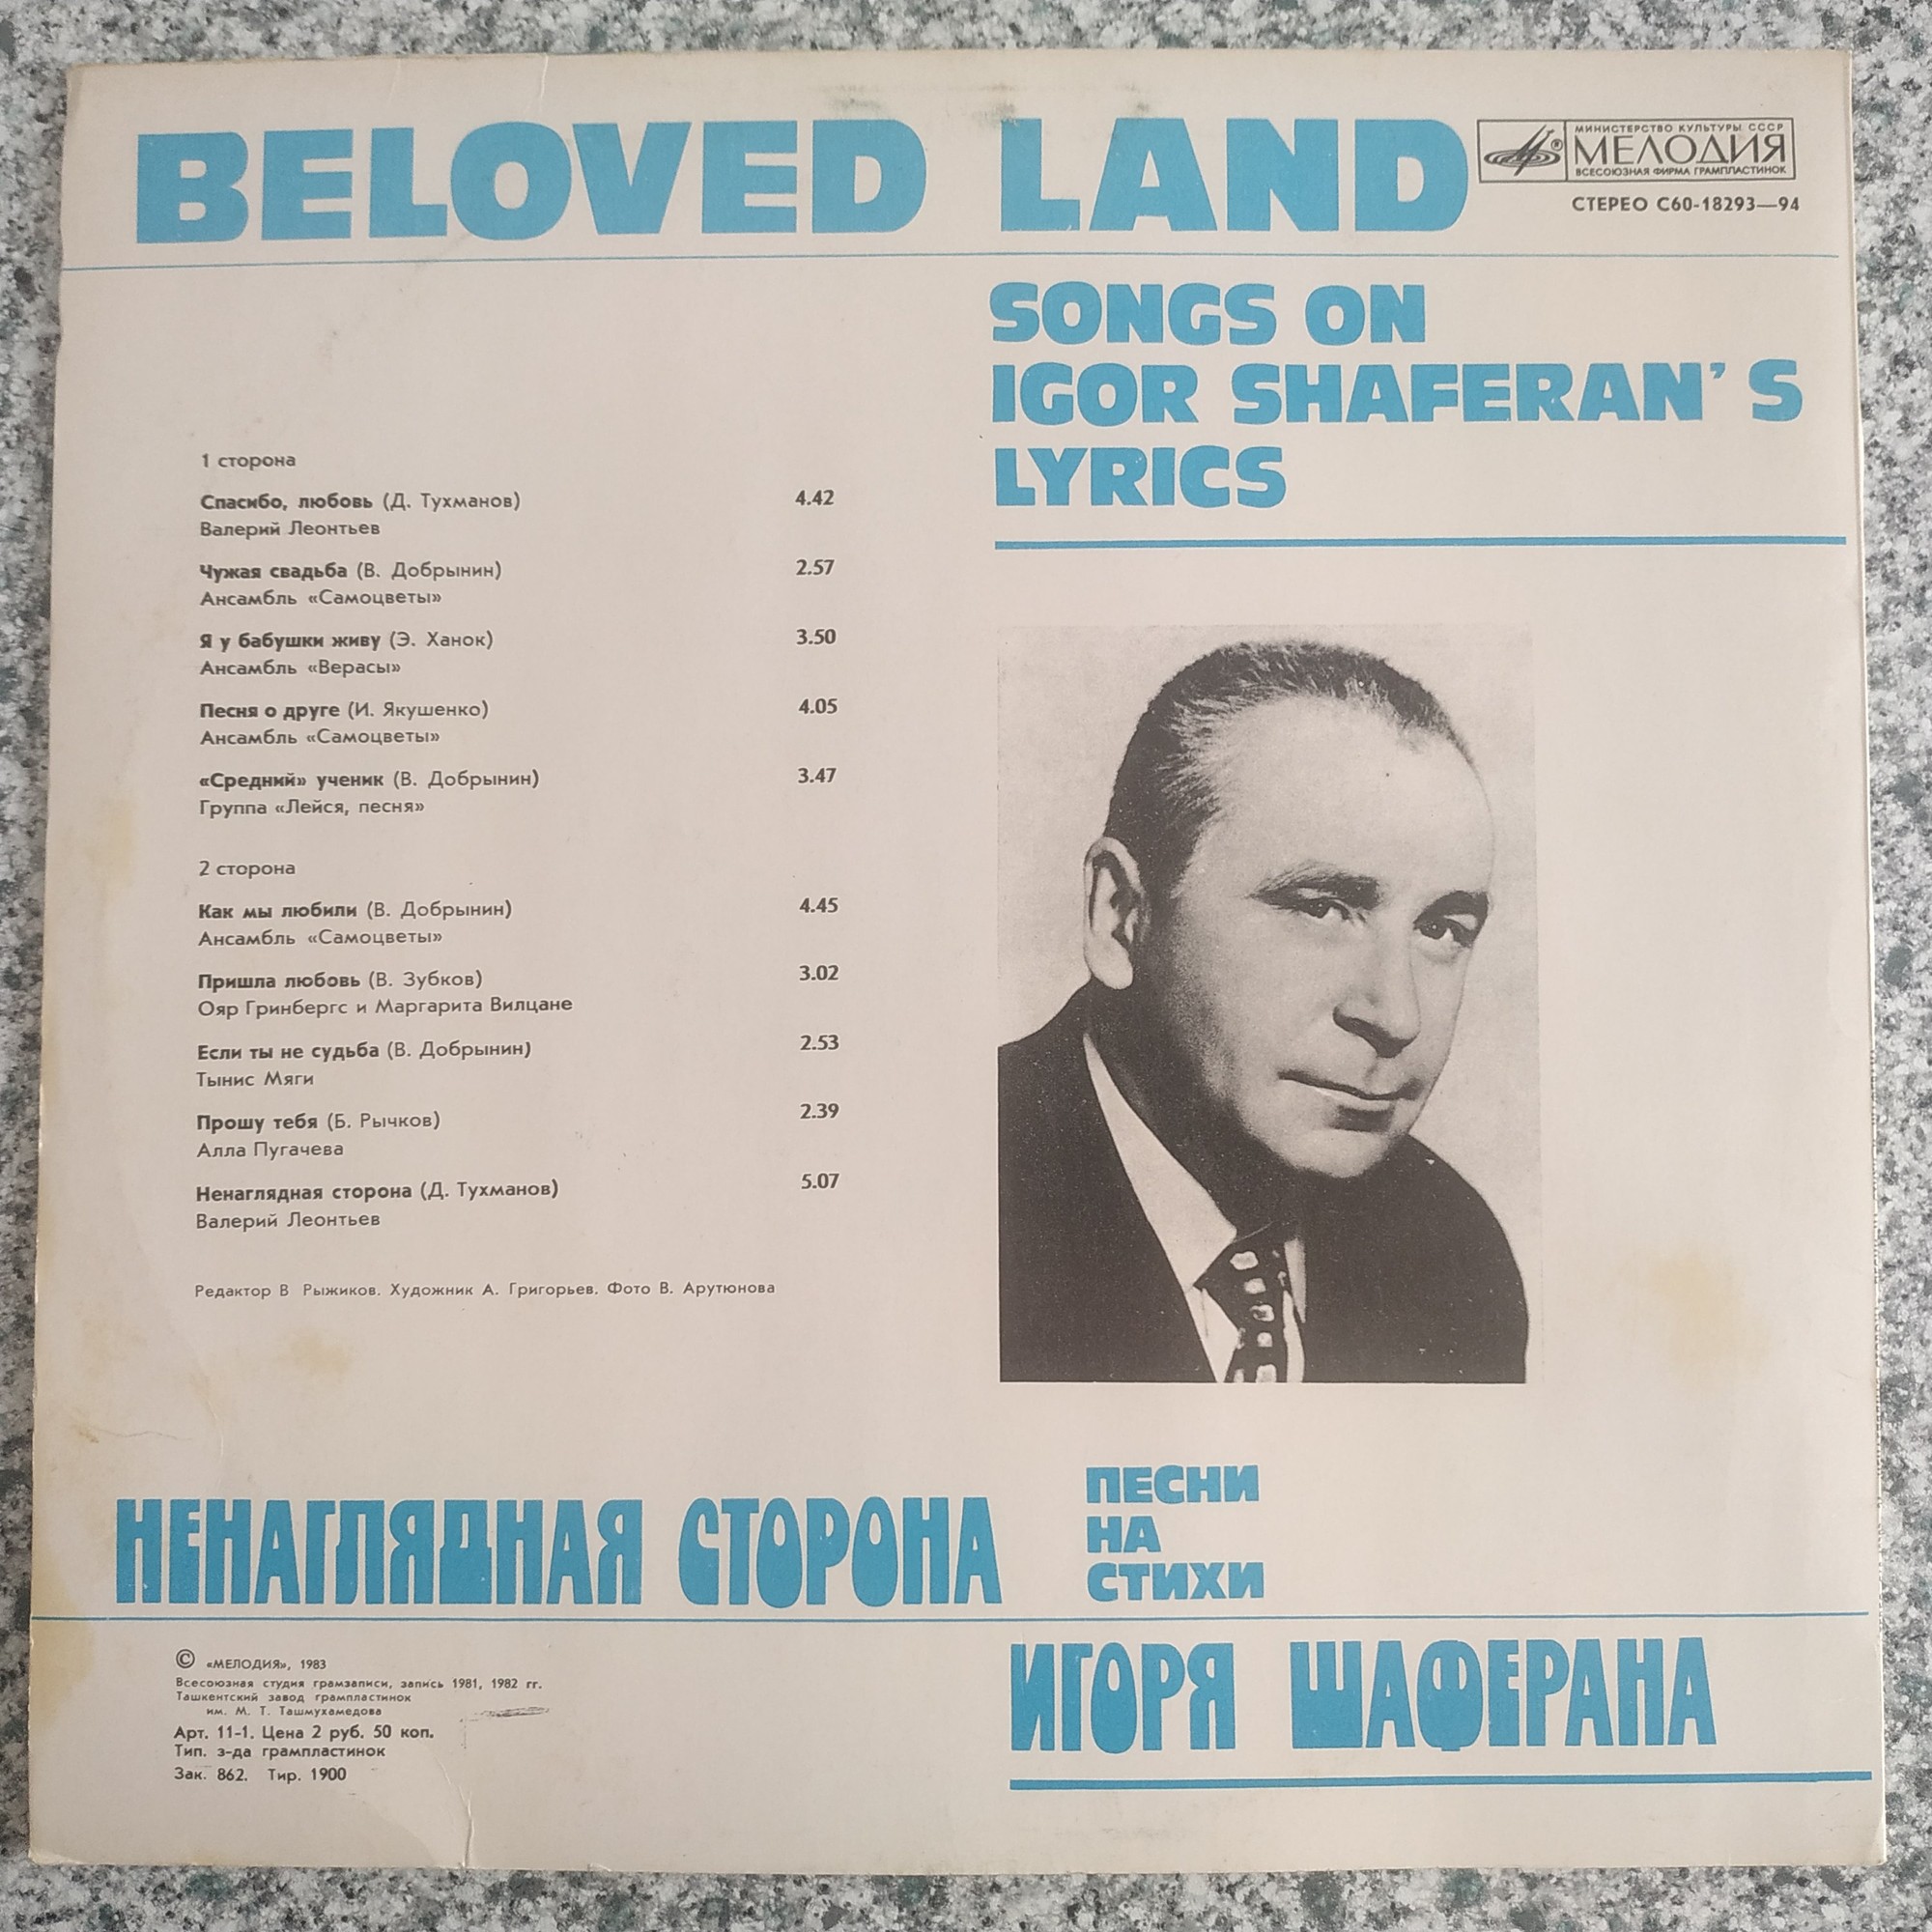 BELOVED LAND
МИНИСТЕРСТВО КУЛЬТУРЫ СССР
МЕЛОДИЯ
ВСЕСОЮЗНАЯ ФИРМА ГРАМПЛАСТИНОК
СТЕРЕО С60-18293—94
SONGS ON
IGOR SHAFERAN'S
LYRICS
1 сторона
Спасибо, любовь (Д. Тухманов) 4.42
Валерий Леонтьев
Чужая свадьба (В. Добрынин) 2.57
Ансамбль «Самоцветы»
Я у бабушки живу (Э. Ханок) 3.50
Ансамбль «Верасы»
Песня о друге (И. Якушенко) 4.05
Ансамбль «Самоцветы»
«Средний» ученик (В. Добрынин) 3.47
Группа «Лейся, песня»
2 сторона
Как мы любили (В. Добрынин) 4.45
Ансамбль «Самоцветы»
Пришла любовь (В. Зубков) 3.02
Ояр Гринбергс и Маргарита Вилцане
Если ты не судьба (В. Добрынин) 2.53
Тынис Мяги
Прошу тебя (Б. Рычков) 2.39
Алла Пугачева
Ненаглядная сторона (Д. Тухманов) 5.07
Валерий Леонтьев
Редактор В Рыжиков. Художник А. Григорьев. Фото В. Арутюнова
НЕНАГЛЯДНАЯ СТОРОНА
ПЕСНИ
НА
СТИХИ
ИГОРЯ ШАФЕРАНА
© «МЕЛОДИЯ», 1983
Всесоюзная студия грамзаписи, запись 1981, 1982 гг.
Ташкентский завод грампластинок
им. М. Т. Ташмухамедова
Арт. 11-1. Цена 2 руб. 50 коп.
Тип. з-да грампластинок
Зак. 862. Тир. 1900